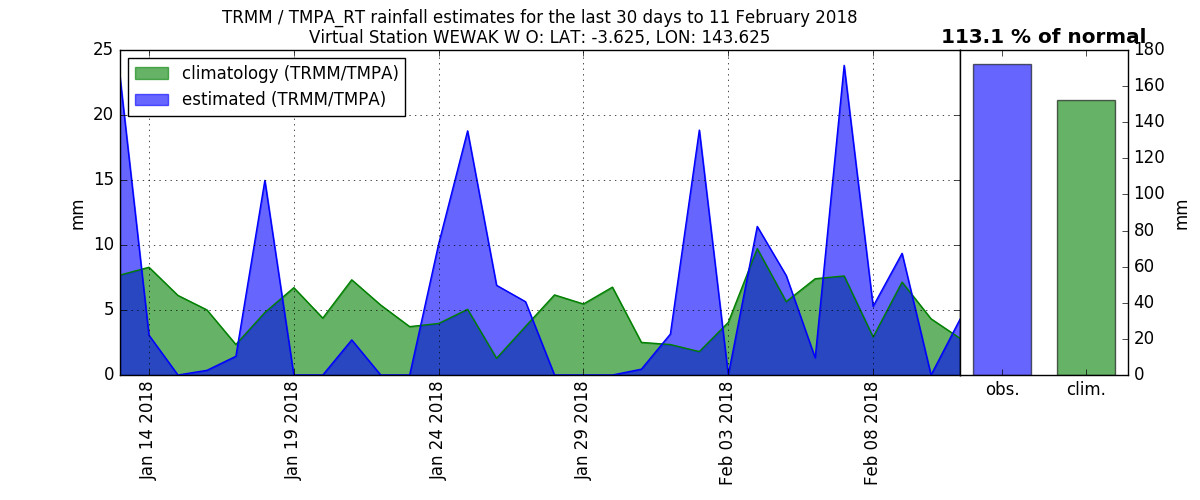 TRMM / TMPA_RT rainfall estimates for the last 30 days to 11 February 2018
Virtual Station WEWAK W O: LAT: -3.625, LON: 143.625
113.1 % of normal
climatology (TRMM/TMPA)
estimated (TRMM/TMPA)
mm
25
20
15
10
5
0
Jan 14 2018
Jan 19 2018
Jan 24 2018
Jan 29 2018
Feb 03 2018
Feb 08 2018
obs.
clim.
180
160
140
120
100
80
60
40
20
0
mm